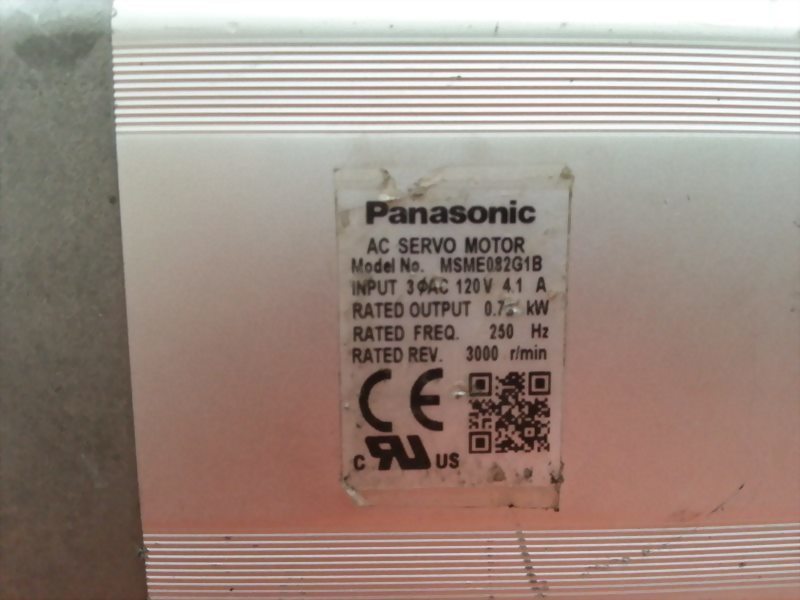 Panasonic
AC SERVO MOTOR
Model No. MSME082G1B
INPUT 3φAC 120V 4.1 A
RATED OUTPUT kW
RATED FREQ. 250 Hz
RATED REV. 3000 r/min
CE
C RU US